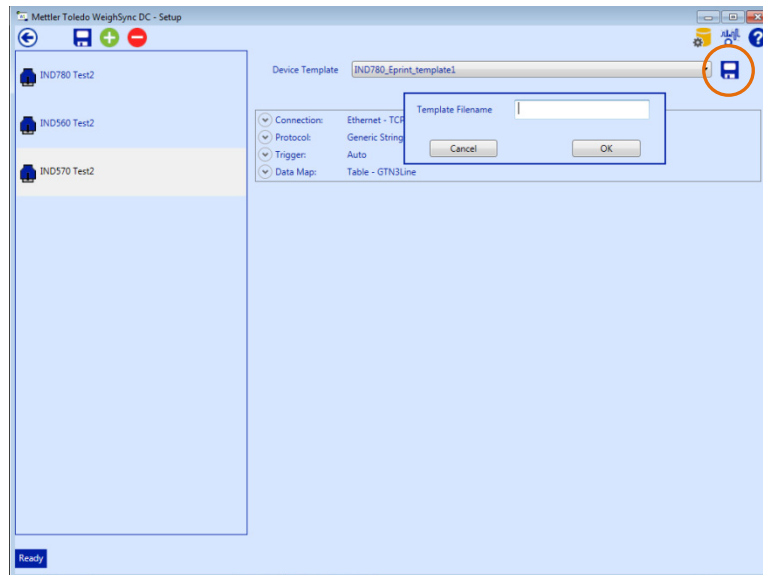 Mettler Toledo WeighSync DC - Setup
IND780 Test2
IND560 Test2
IND570 Test2
Device Template IND780_Eprint_template1
Template Filename
Cancel OK
Connection: Ethernet - TCP
Protocol: Generic String
Trigger: Auto
Data Map: Table - GTN3Line
Ready